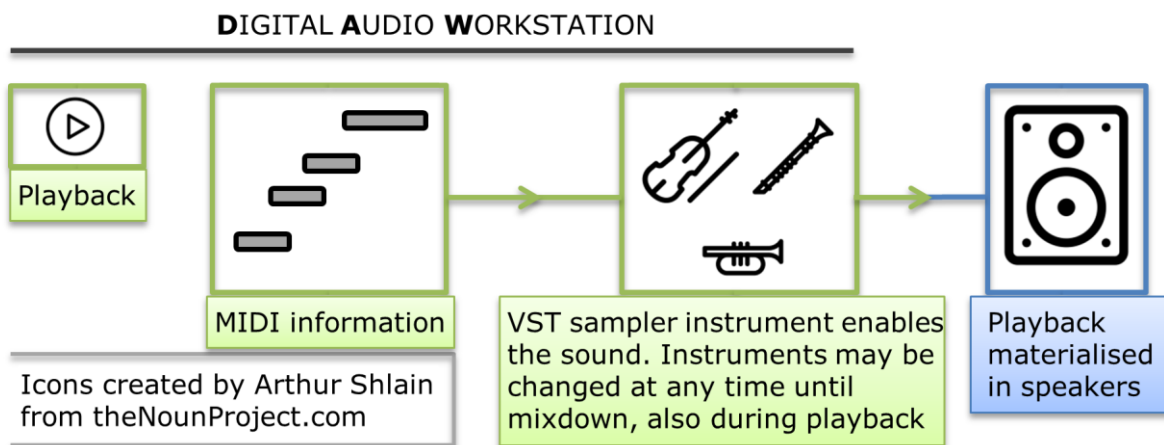 DIGITAL AUDIO WORKSTATION
Playback
MIDI information
VST sampler instrument enables
the sound. Instruments may be
changed at any time until
mixdown, also during playback
Playback
materialised
in speakers
Icons created by Arthur Shlain
from theNounProject.com